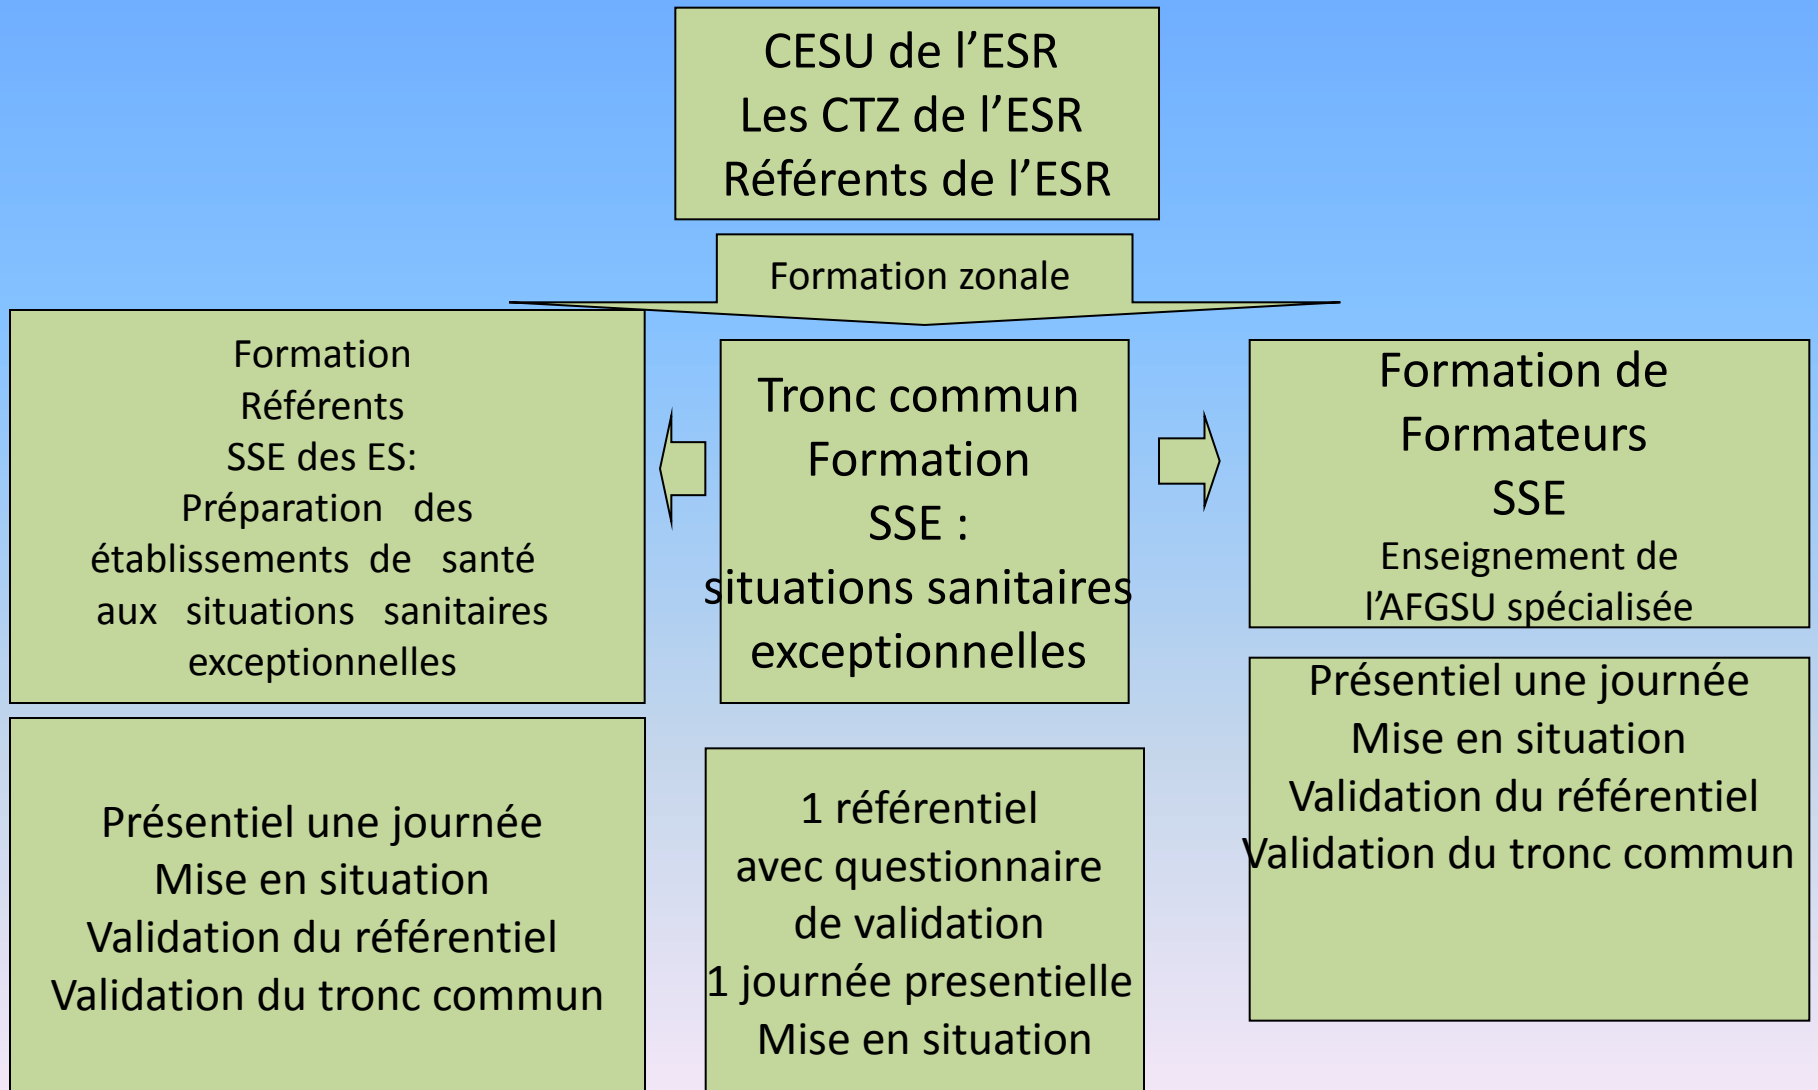 CESU de l’ESR
Les CTZ de l’ESR
Référents de l’ESR
Formation zonale
Formation
Référents
SSE des ES:
Préparation des
établissements de santé
aux situations sanitaires
exceptionnelles
Tronc commun
Formation
SSE :
situations sanitaires
exceptionnelles
Formation de
Formateurs
SSE
Enseignement de
l’AFGSU spécialisée
Présentiel une journée
Mise en situation
Validation du référentiel
Validation du tronc commun
1 référentiel
avec questionnaire
de validation
1 journée presentielle
Mise en situation
Présentiel une journée
Mise en situation
Validation du référentiel
Validation du tronc commun